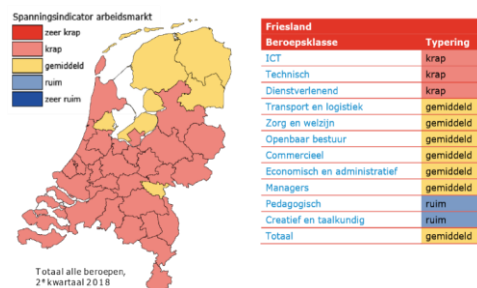 Spanningsindicator arbeidsmarkt
zeer krap
krap
gemiddeld
ruim
zeer ruim
Totaal alle beroepen,
2e kwartaal 2018
Friesland
Beroepsklasse Typering
ICT krap
Technisch krap
Dienstverlenend krap
Transport en logistiek gemiddeld
Zorg en welzijn gemiddeld
Openbaar bestuur gemiddeld
Commercieel gemiddeld
Economisch en administratief gemiddeld
Managers gemiddeld
Pedagogisch ruim
Creatief en taalkundig ruim
Totaal gemiddeld